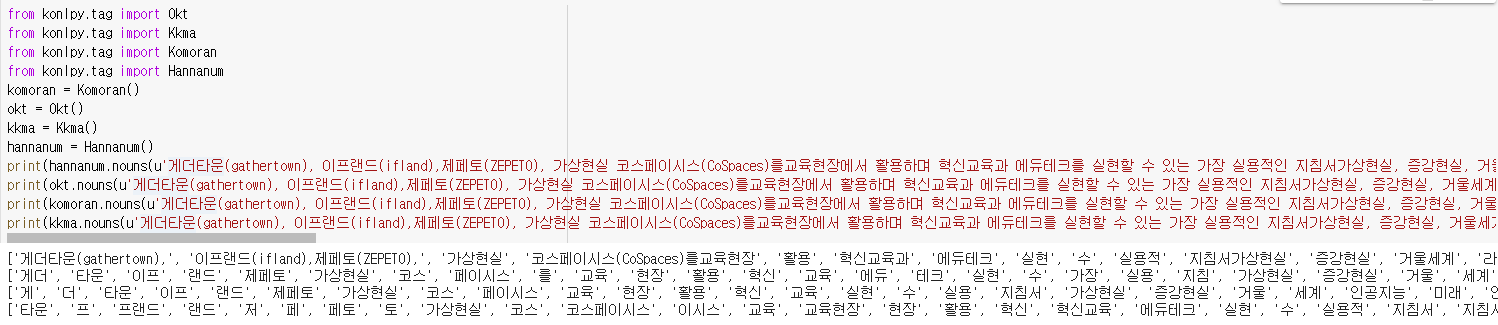 from konlpy.tag import Okt
from konlpy.tag import Kkma
from konlpy.tag import Komoran
from konlpy.tag import Hannanum
komoran = Komoran()
okt = Okt()
kkma = Kkma()
hannanum = Hannanum()
print(hannanum.nouns(u'게더타운(gathertown), 이프랜드(ifland),제페토(ZEPETO), 가상현실 코스페이시스(CoSpaces)를교육현장에서 활용하며 혁신교육과 에듀테크를 실현할 수 있는 가장 실용적인 지침서가상현실, 증강현실, 거울
print(okt.nouns(u'게더타운(gathertown), 이프랜드(ifland),제페토(ZEPETO), 가상현실 코스페이시스(CoSpaces)를교육현장에서 활용하며 혁신교육과 에듀테크를 실현할 수 있는 가장 실용적인 지침서가상현실, 증강현실, 거울세계
print(komoran.nouns(u'게더타운(gathertown), 이프랜드(ifland),제페토(ZEPETO), 가상현실 코스페이시스(CoSpaces)를교육현장에서 활용하며 혁신교육과 에듀테크를 실현할 수 있는 가장 실용적인 지침서가상현실, 증강현실, 거울
print(kkma.nouns(u'게더타운(gathertown), 이프랜드(ifland),제페토(ZEPETO), 가상현실 코스페이시스(CoSpaces)를교육현장에서 활용하며 혁신교육과 에듀테크를 실현할 수 있는 가장 실용적인 지침서가상현실, 증강현실, 거울세
['게더타운(gathertown),', '이프랜드(ifland),제페토(ZEPETO),', '가상현실', '코스페이시스(CoSpaces)를교육현장', '활용', '혁신교육과', '에듀테크', '실현', '수', '실용적', '지침서가상현실', '증강현실', '거울세계', '라
['게더', '타운', '이프', '랜드', '제페토', '가상현실', '코스', '페이시스', '를', '교육', '현장', '활용', '혁신', '교육', '에듀', '테크', '실현', '수', '가장', '실용', '지침', '가상현실', '증강현실', '거울', '세계'
['게', '더', '타운', '이프', '랜드', '제페토', '가상현실', '코스', '페이시스', '교육', '현장', '활용', '혁신', '교육', '실현', '수', '실용', '지침서', '가상현실', '증강현실', '거울', '세계', '인공지능', '미래', '인
['타운', '프', '프랜드', '랜드', '저', '페', '페토', '토', '가상현실', '코스', '코스페이시스', '이시스', '교육', '교육현장', '현장', '활용', '혁신', '혁신교육', '에듀테크', '실현', '수', '실용적', '지침서', '지침서